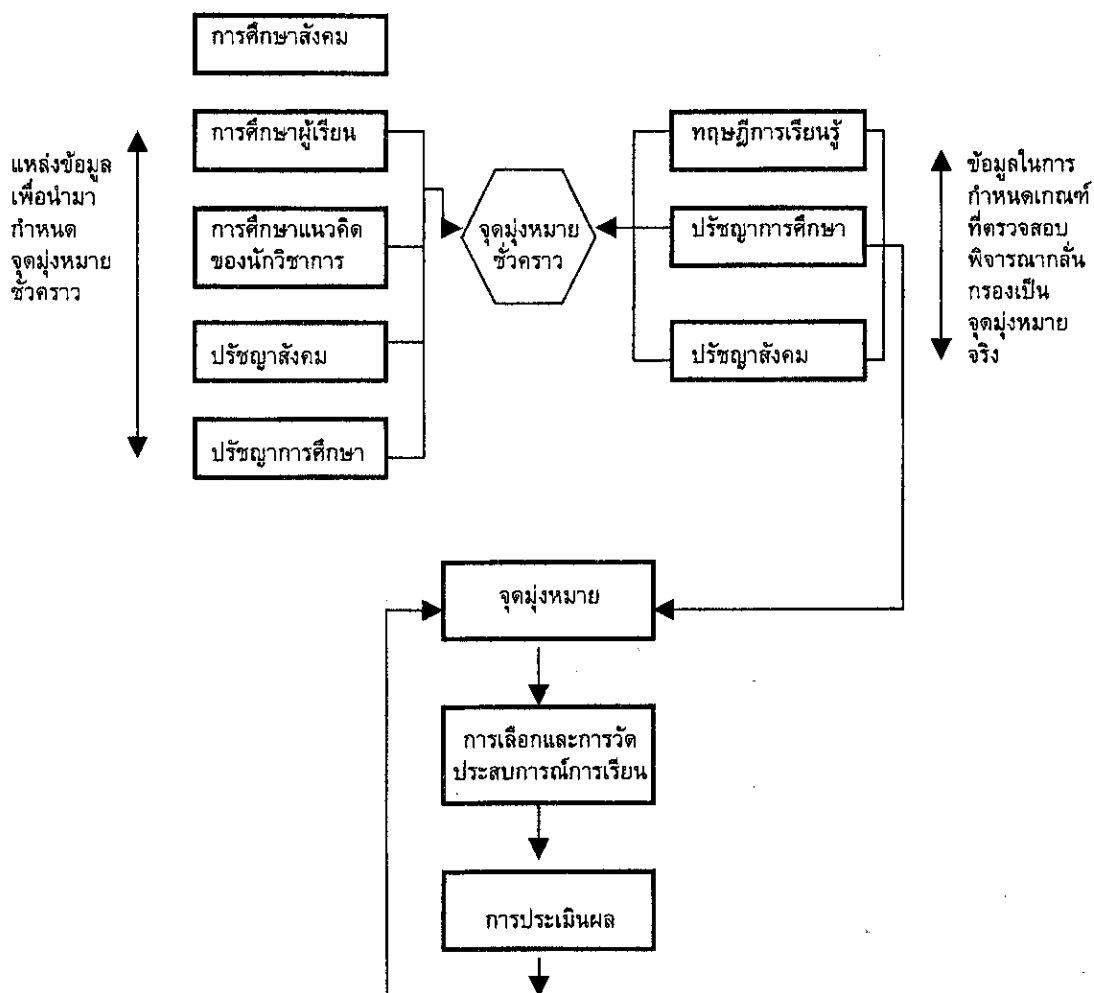 การศึกษาสังคม
แหล่งข้อมูล
เพื่อนำมา
กำหนด
จุดมุ่งหมาย
ชั่วคราว
การศึกษาผู้เรียน
การศึกษาแนวคิด
ของนักวิชาการ
ปรัชญาสังคม
ปรัชญาการศึกษา
จุดมุ่งหมาย
ชั่วคราว
ทฤษฎีการเรียนรู้
ปรัชญาการศึกษา
ปรัชญาสังคม
ข้อมูลในการ
กำหนดเกณฑ์
ที่ตรวจสอบ
พิจารณากลั่น
กรองเป็น
จุดมุ่งหมาย
จริง
จุดมุ่งหมาย
การเลือกและการวัด
ประสบการณ์การเรียน
การประเมินผล